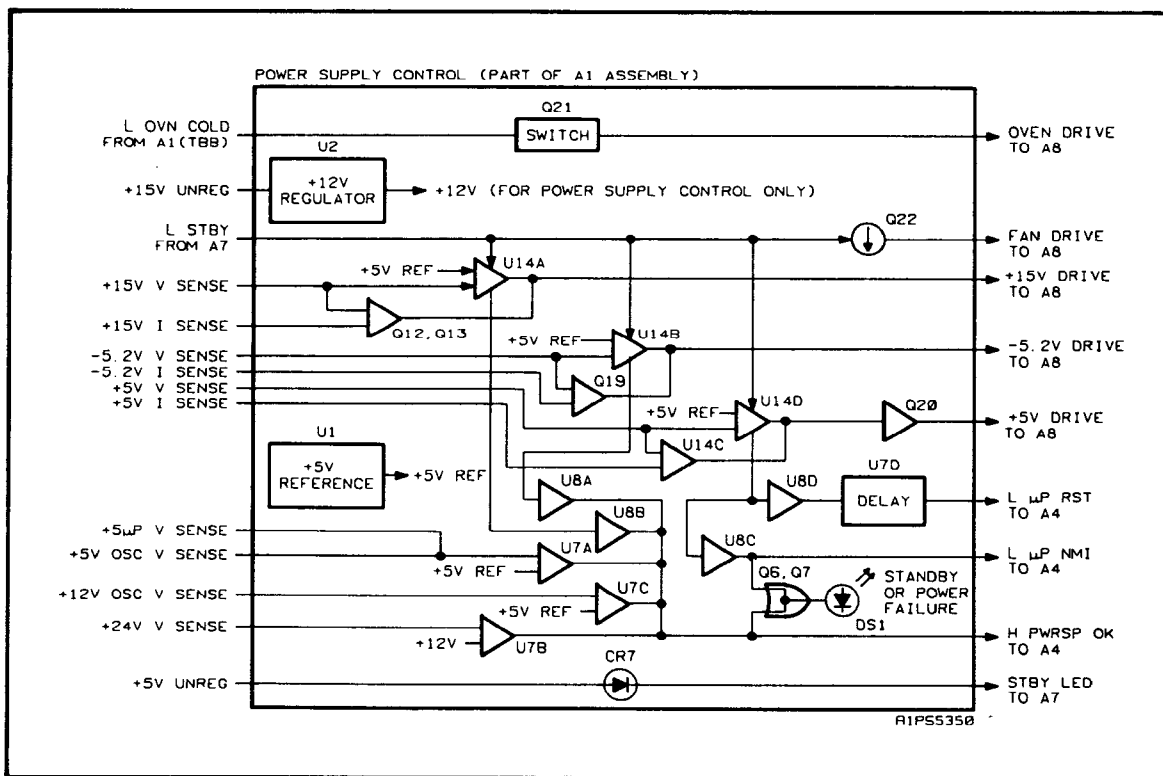 POWER SUPPLY CONTROL (PART OF A1 ASSEMBLY)
L OVN COLD
FROM A1(TBB)
Q21
SWITCH
OVEN DRIVE
TO A8
U2
+15V UNREG
+12V
REGULATOR
+12V (FOR POWER SUPPLY CONTROL ONLY)
L STBY
FROM A7
Q22
FAN DRIVE
TO A8
+5V REF
U14A
+15V DRIVE
TO A8
+15V V SENSE
+15V I SENSE
Q12,Q13
+5V REF
U14B
-5.2V DRIVE
TO A8
-5.2V V SENSE
-5.2V I SENSE
Q19
+5V V SENSE
+5V I SENSE
+5V REF
U14D
Q20
+5V DRIVE
TO A8
U14C
U1
+5V
REFERENCE
+5V REF
U8A
U8D
U7D
DELAY
L µP RST
TO A4
U8B
+5µP V SENSE
+5V OSC V SENSE
U7A
+5V REF
U8C
L µP NMI
TO A4
Q6,Q7
STANDBY
OR POWER
FAILURE
DS1
+12V OSC V SENSE
U7C
+5V REF
+24V V SENSE
+12V
U7B
H PWRSP OK
TO A4
+5V UNREG
CR7
STBY LED
TO A7
A1PS5350